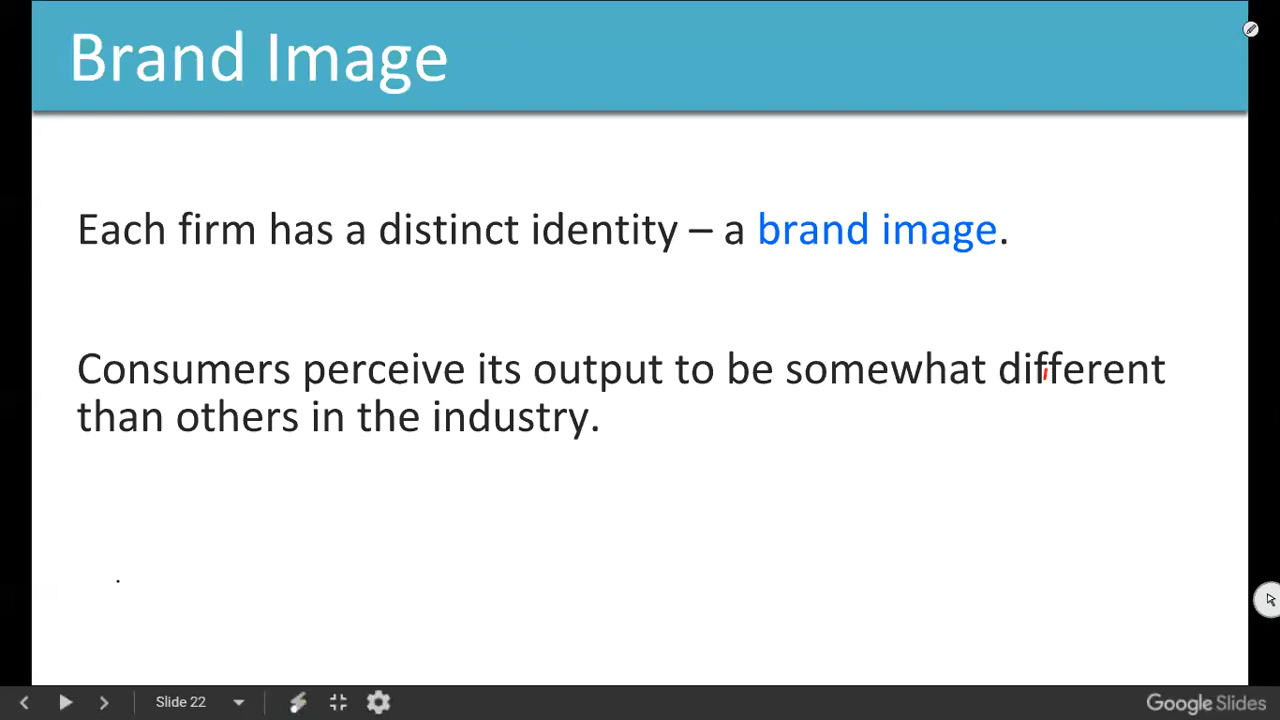 Brand Image
Each firm has a distinct identity – a brand image.
Consumers perceive its output to be somewhat different
than others in the industry.
.
Slide 22
Google Slides